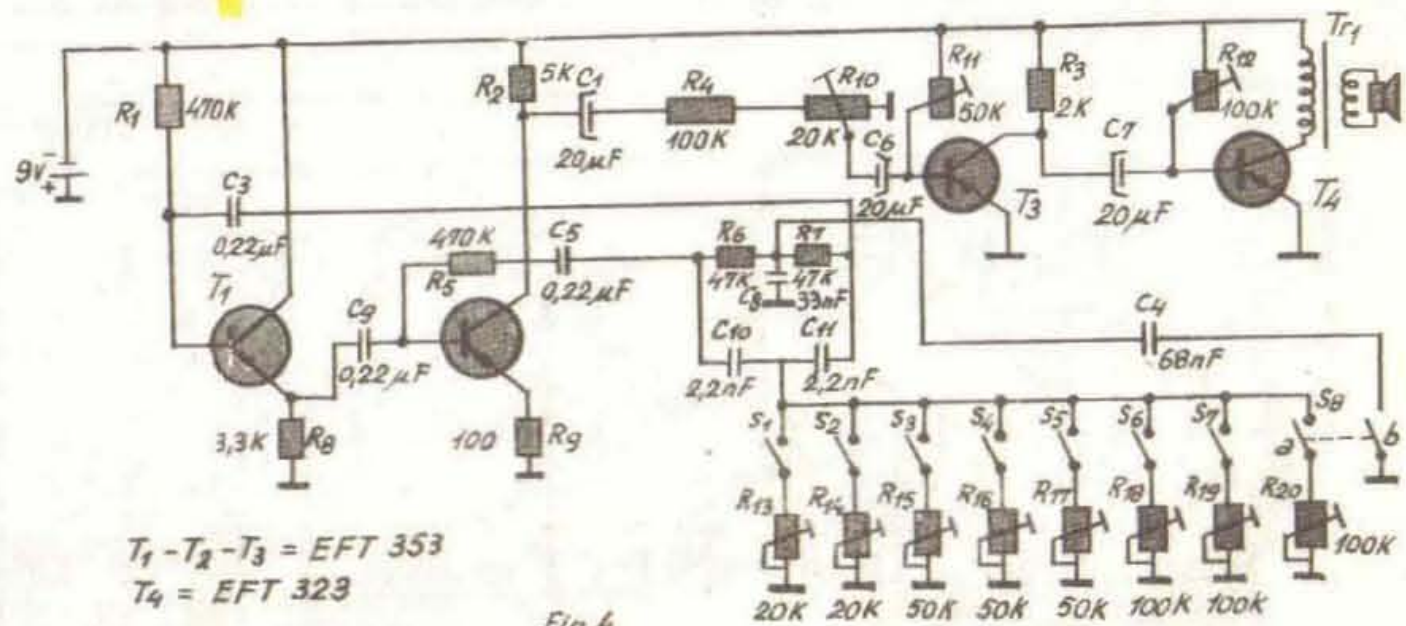 Tr1
R1
470K
R2
5K
C1
20µF
R4
100K
R10
20K
R11
50K
R3
2K
R12
100K
9v
-
+
C3
0,22µF
C6
20µF
T3
C7
20µF
T4
T1
470K
R5
C5
0,22µF
R6
47K
R7
47K
C8
33nF
C9
0,22µF
C10
2,2nF
C11
2,2nF
C4
68nF
3,3K
R8
100
R9
S1
S2
S3
S4
S5
S6
S7
S8
a
b
R13
R14
R15
R16
R17
R18
R19
R20
100K
20K
20K
50K
50K
50K
100K
100K
T1 - T2 - T3 = EFT 353
T4 = EFT 323